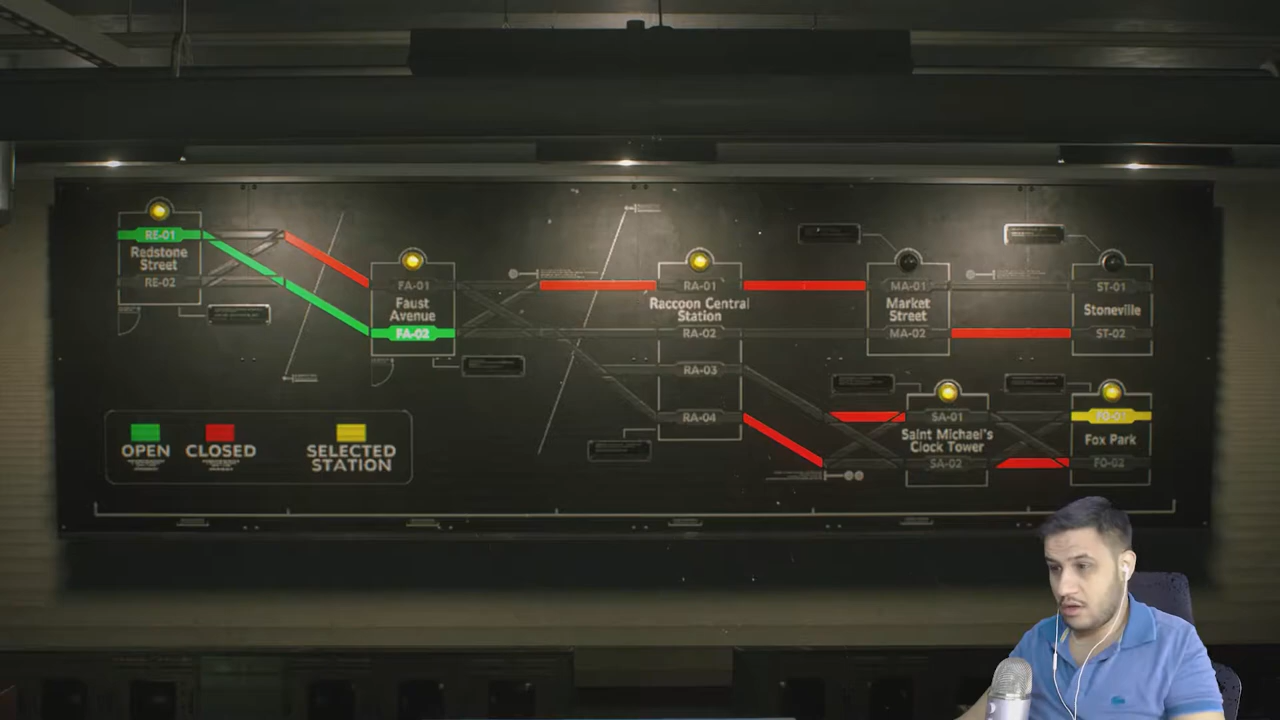 RE-01
Redstone
Street
RE-02
FA-01
Faust
Avenue
FA-02
RA-01
Raccoon Central
Station
RA-02
RA-03
RA-04
MA-01
Market
Street
MA-02
ST-01
Stoneville
ST-02
SA-01
Saint Michael's
Clock Tower
SA-02
FO-01
Fox Park
FO-02
OPEN
CLOSED
SELECTED
STATION